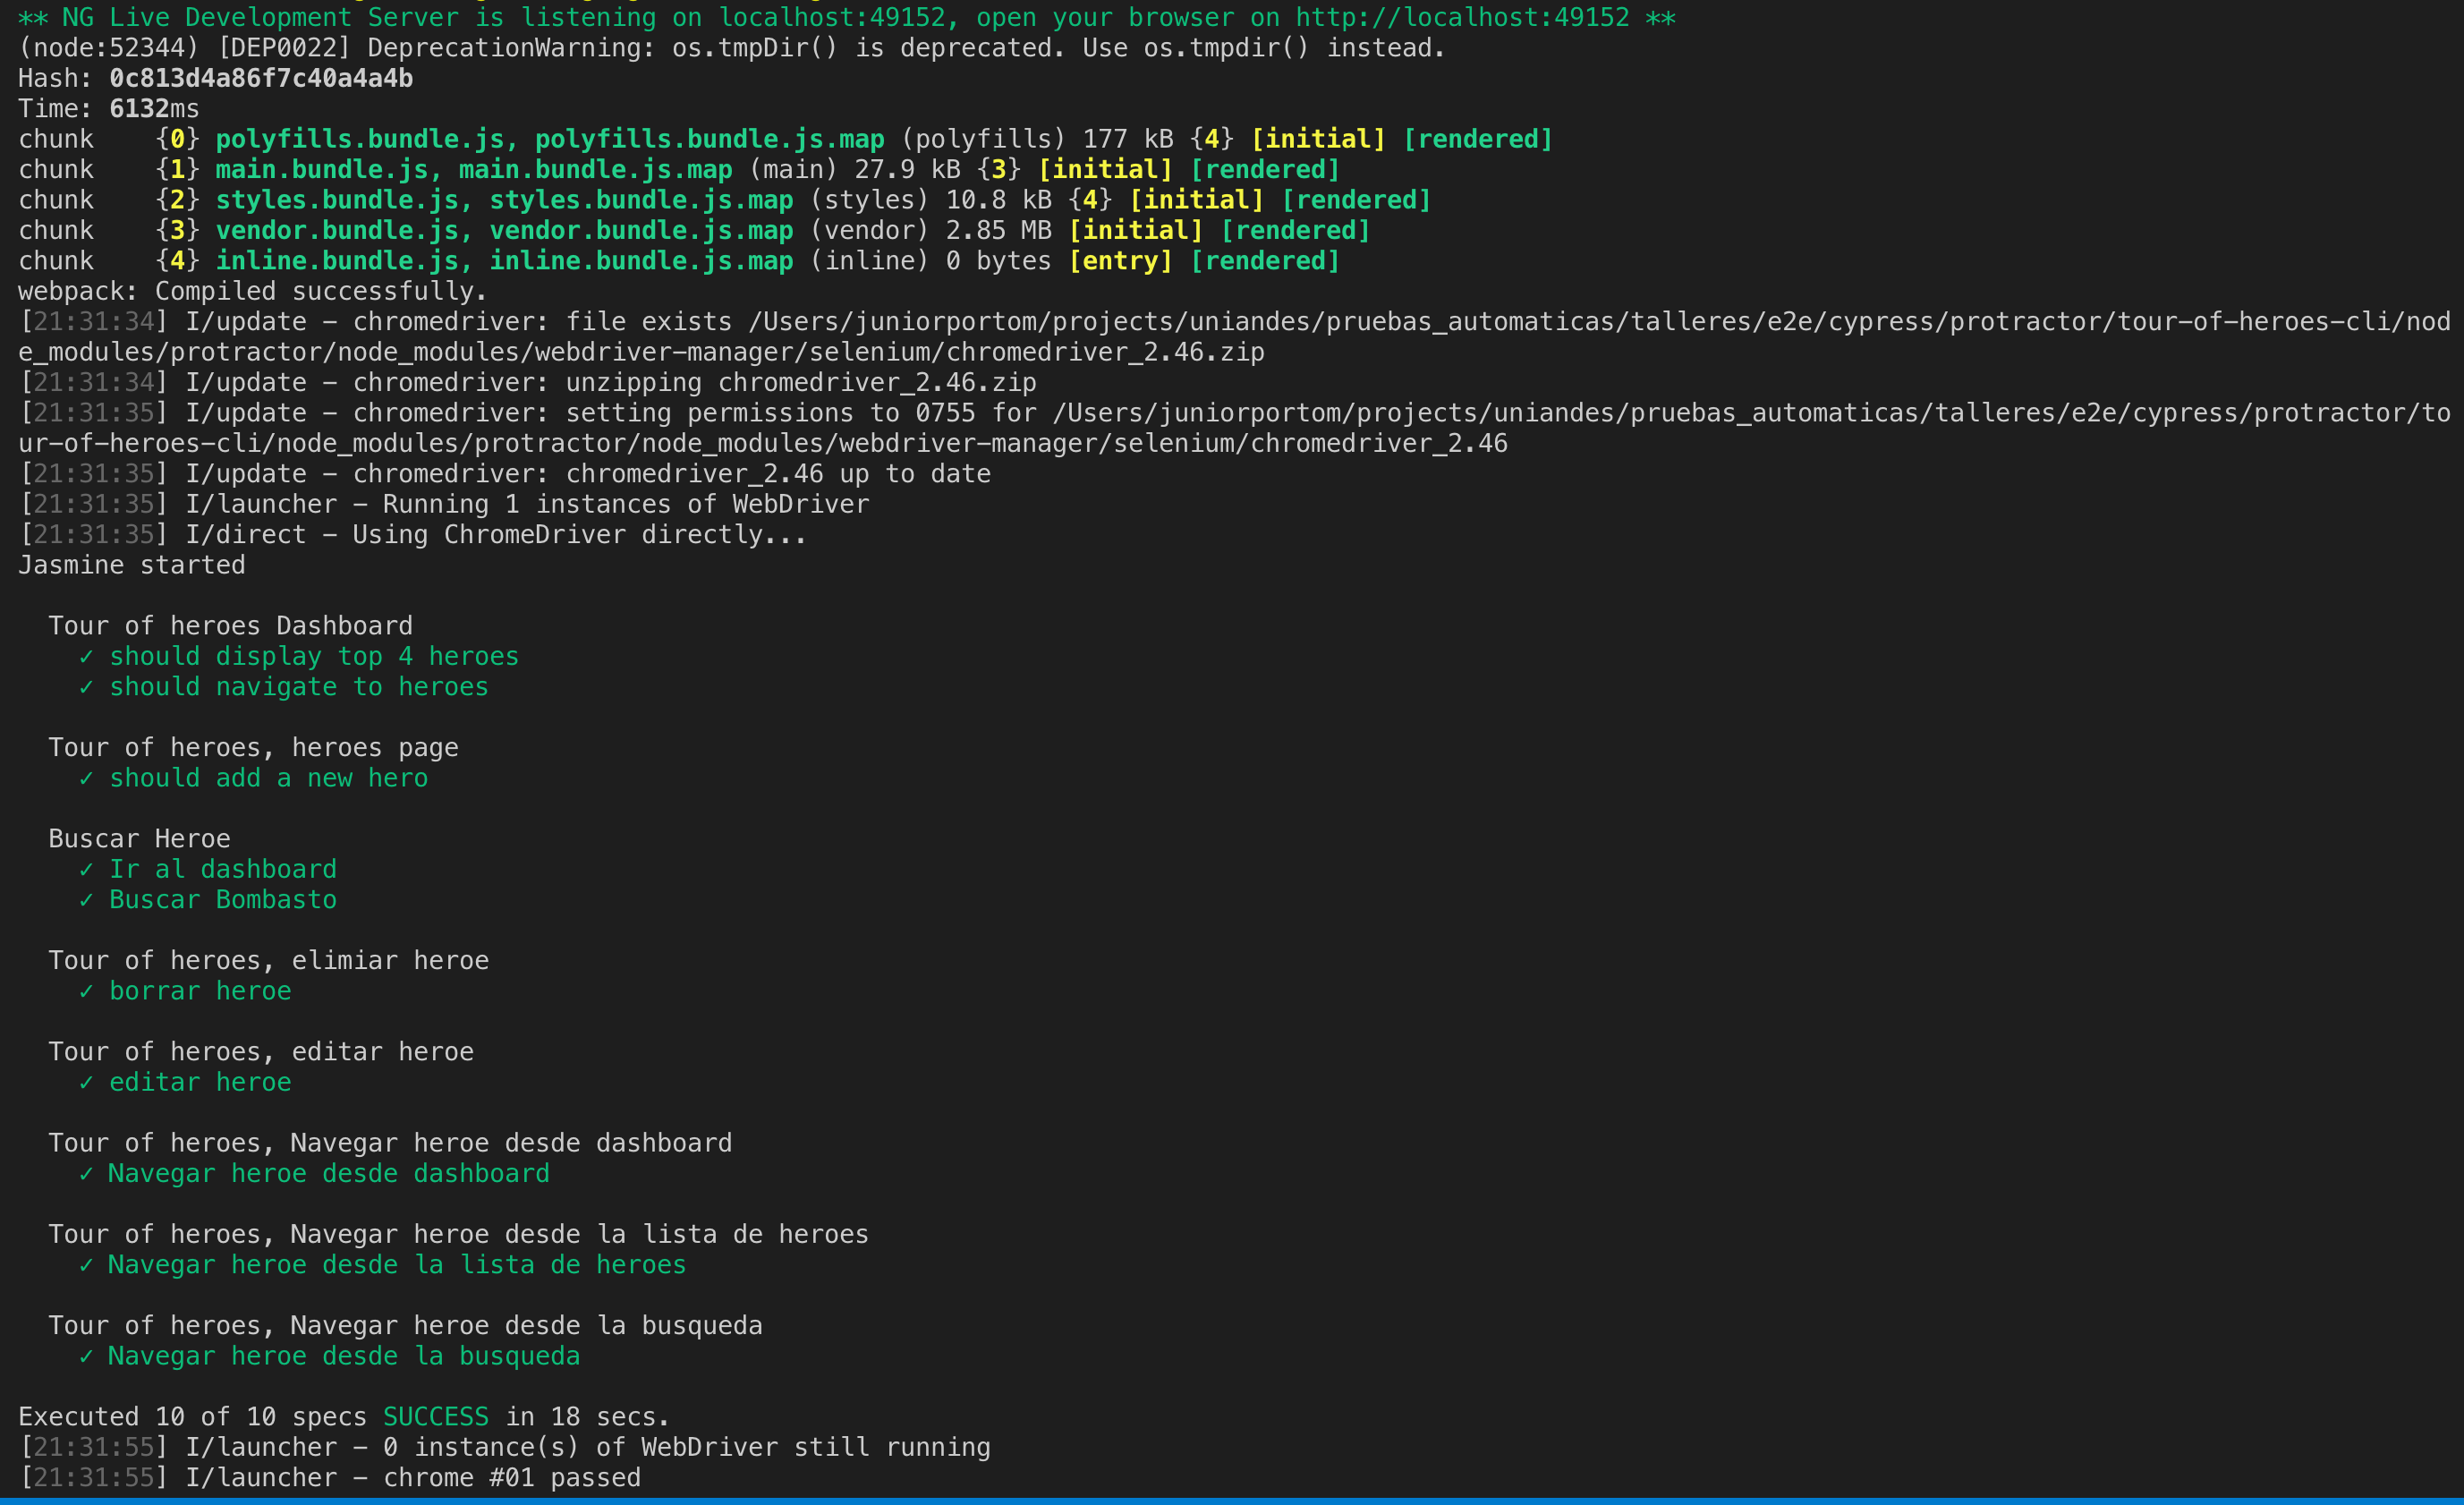 ** NG Live Development Server is listening on localhost:49152, open your browser on http://localhost:49152 **
(node:52344) [DEP0022] DeprecationWarning: os.tmpDir() is deprecated. Use os.tmpdir() instead.
Hash: 0c813d4a86f7c40a4a4b
Time: 6132ms
chunk    {0} polyfills.bundle.js, polyfills.bundle.js.map (polyfills) 177 kB {4} [initial] [rendered]
chunk    {1} main.bundle.js, main.bundle.js.map (main) 27.9 kB {3} [initial] [rendered]
chunk    {2} styles.bundle.js, styles.bundle.js.map (styles) 10.8 kB {4} [initial] [rendered]
chunk    {3} vendor.bundle.js, vendor.bundle.js.map (vendor) 2.85 MB [initial] [rendered]
chunk    {4} inline.bundle.js, inline.bundle.js.map (inline) 0 bytes [entry] [rendered]
webpack: Compiled successfully.
[21:31:34] I/update - chromedriver: file exists /Users/juniorportom/projects/uniandes/pruebas_automaticas/talleres/e2e/cypress/protractor/tour-of-heroes-cli/nod
e_modules/protractor/node_modules/webdriver-manager/selenium/chromedriver_2.46.zip
[21:31:34] I/update - chromedriver: unzipping chromedriver_2.46.zip
[21:31:35] I/update - chromedriver: setting permissions to 0755 for /Users/juniorportom/projects/uniandes/pruebas_automaticas/talleres/e2e/cypress/protractor/to
ur-of-heroes-cli/node_modules/protractor/node_modules/webdriver-manager/selenium/chromedriver_2.46
[21:31:35] I/update - chromedriver: chromedriver_2.46 up to date
[21:31:35] I/launcher - Running 1 instances of WebDriver
[21:31:35] I/direct - Using ChromeDriver directly...
Jasmine started
Tour of heroes Dashboard
✓ should display top 4 heroes
✓ should navigate to heroes
Tour of heroes, heroes page
✓ should add a new hero
Buscar Heroe
✓ Ir al dashboard
✓ Buscar Bombasto
Tour of heroes, elimiar heroe
✓ borrar heroe
Tour of heroes, editar heroe
✓ editar heroe
Tour of heroes, Navegar heroe desde dashboard
✓ Navegar heroe desde dashboard
Tour of heroes, Navegar heroe desde la lista de heroes
✓ Navegar heroe desde la lista de heroes
Tour of heroes, Navegar heroe desde la busqueda
✓ Navegar heroe desde la busqueda
Executed 10 of 10 specs SUCCESS in 18 secs.
[21:31:55] I/launcher - 0 instance(s) of WebDriver still running
[21:31:55] I/launcher - chrome #01 passed